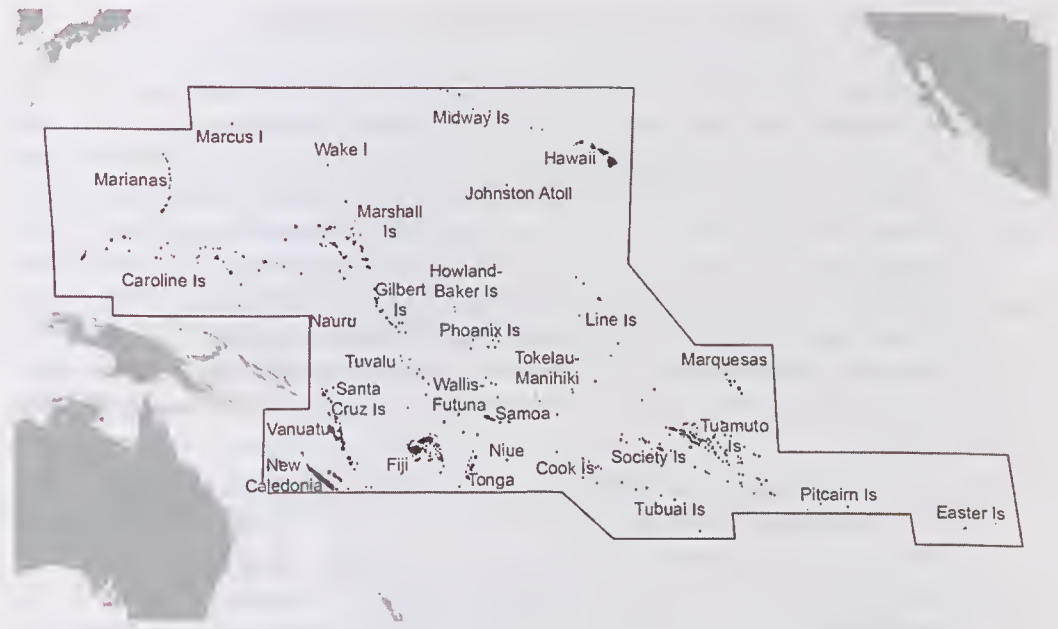 Midway Is
Marcus I
Wake I
Hawaii
Marianas
Johnston Atoll
Marshall
Is
Caroline Is
Howland-
Baker Is
Gilbert
Is
Nauru
Line Is
Phoanix Is
Tuvalu
Tokelau-
Manihiki
Marquesas
Santa
Cruz Is
Wallis-
Futuna
Samoa
Vanuatu
Tuamuto
Is
Society Is
New
Caledonia
Fiji
Niue
Tonga
Cook Is
Tubuai Is
Pitcairn Is
Easter Is